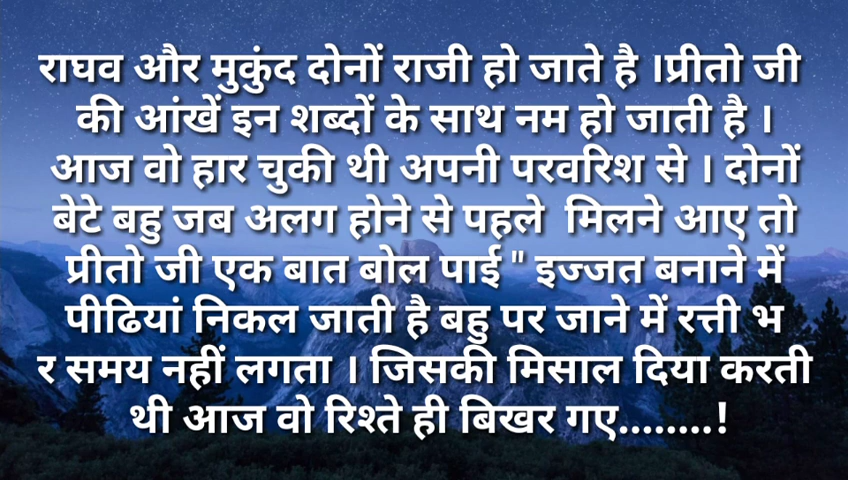 राघव और मुकुंद दोनों राजी हो जाते है ।प्रीतो जी
की आंखें इन शब्दों के साथ नम हो जाती है ।
आज वो हार चुकी थी अपनी परवरिश से । दोनों
बेटे बहु जब अलग होने से पहले मिलने आए तो
प्रीतो जी एक बात बोल पाई " इज्जत बनाने में
पीढियां निकल जाती है बहु पर जाने में रत्ती भ
र समय नहीं लगता । जिसकी मिसाल दिया करती
थी आज वो रिश्ते ही बिखर गए........!